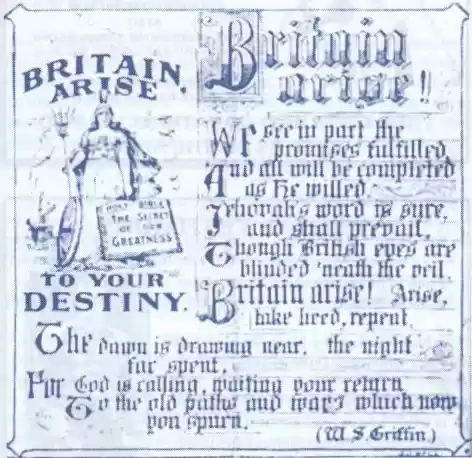 BRITAIN,
ARISE
HOLY BIBLE
THE SECRET
OF OUR
GREATNESS
TO YOUR
DESTINY.
Britain
arise!!
We see in part the
promises fulfilled,
And all will be completed
as He willed.
Jehovah's word is sure,
and shall prevail,
Though British eyes are
blinded 'neath the veil.
Britain arise! Arise,
take heed, repent,
The dawn is drawing near, the night
far spent,
For God is calling, waiting your return
To the old paths and ways which now
you spurn.
(W. S. Griffin.)